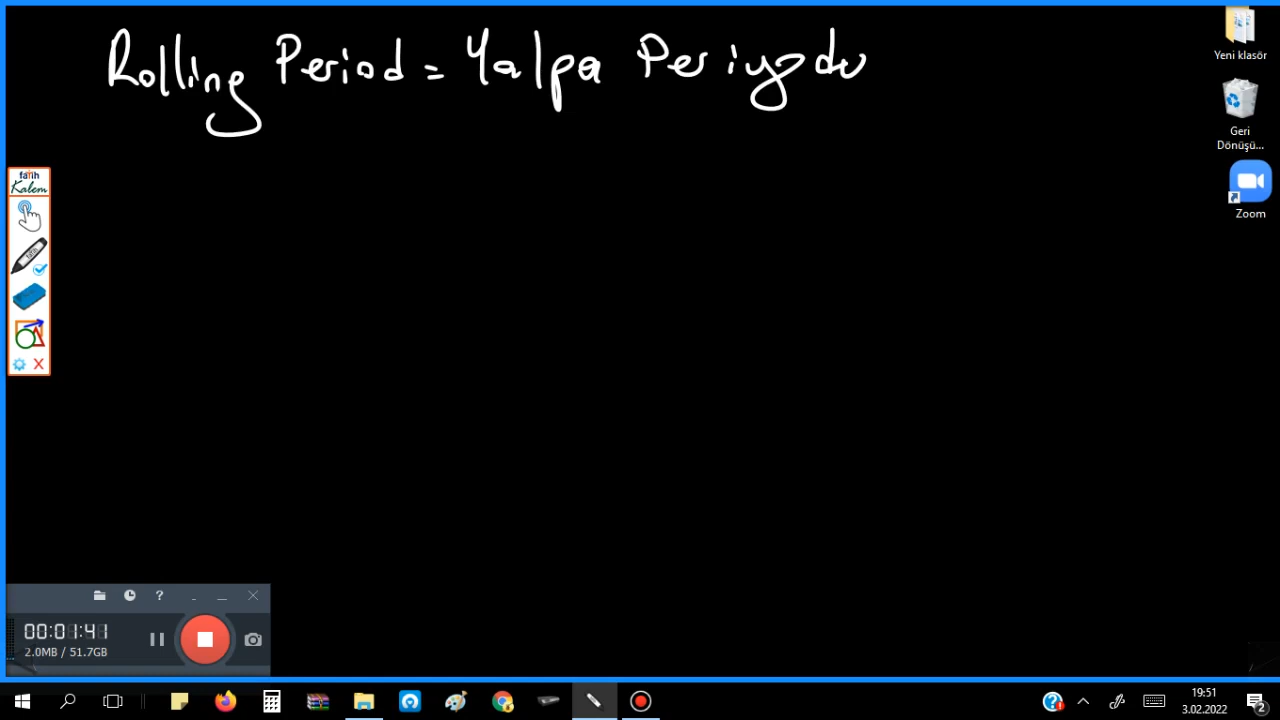 Rolling Period = Yalpa Periyodu
Yeni klasör
Geri
Dönüşü...
Zoom
fatih
Kalem
00:01:41
2.0MB / 51.7GB
19:51
3.02.2022
2